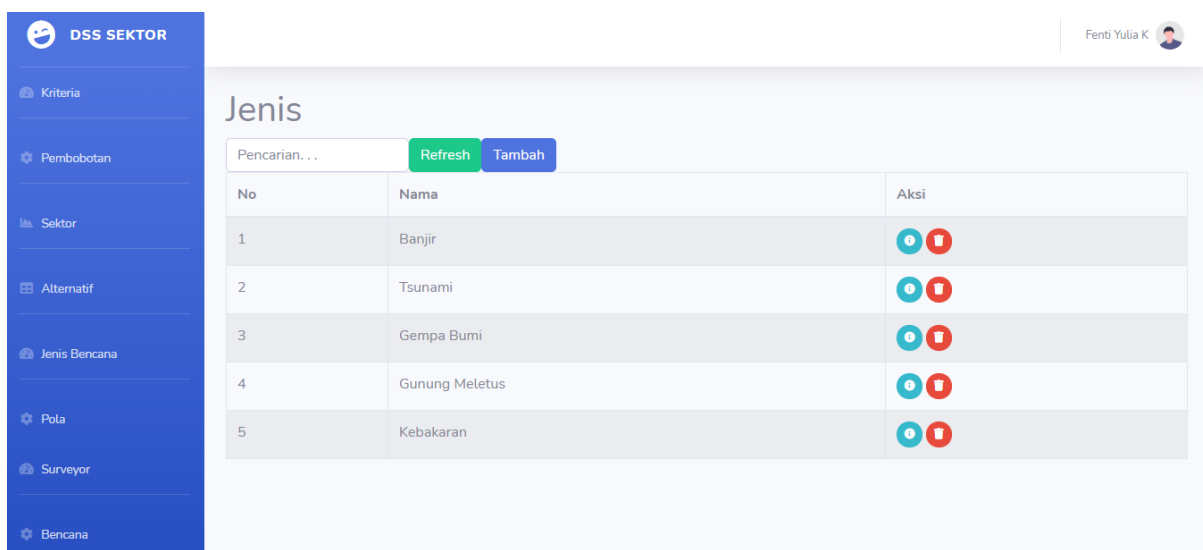 DSS SEKTOR
Fenti Yulia K
Kriteria
Pembobotan
Sektor
Alternatif
Jenis Bencana
Pola
Surveyor
Bencana
Jenis
Pencarian. . . Refresh Tambah
No Nama Aksi
1 Banjir
2 Tsunami
3 Gempa Bumi
4 Gunung Meletus
5 Kebakaran